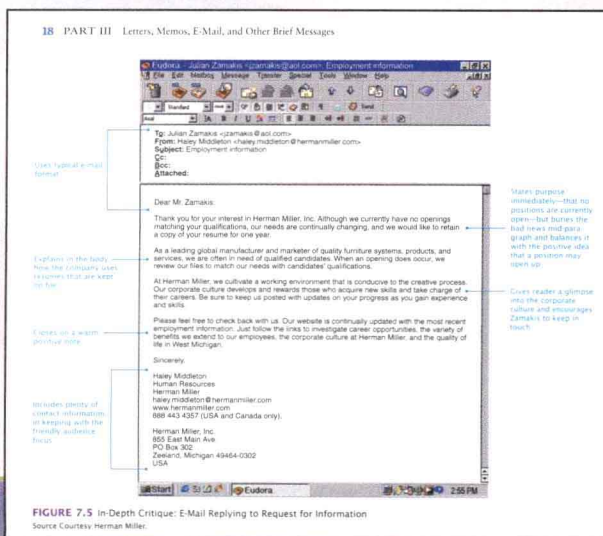 18 PART III Letters, Memos, E-Mail, and Other Brief Messages
Eudora - Julian Zamakis <jzamakis@aol.com>, Employment information
File Edit Mailbox Message Transfer Special Tools Window Help
Standard
Send
Arial
To: Julian Zamakis <jzamakis@aol.com>
From: Haley Middleton <haley.middleton@hermanmiller.com>
Subject: Employment information
Cc:
Bcc:
Attached:
Uses typical e-mail
format.
Dear Mr. Zamakis:
Thank you for your interest in Herman Miller, Inc. Although we currently have no openings
matching your qualifications, our needs are continually changing, and we would like to retain
a copy of your resume for one year.
States purpose
immediately—that no
positions are currently
open—but buries the
bad news mid para-
graph and balances it
with the positive idea
that a position may
open up.
As a leading global manufacturer and marketer of quality furniture systems, products, and
services, we are often in need of qualified candidates. When an opening does occur, we
review our files to match our needs with candidates' qualifications.
Explains in the body
how the company uses
resumes that are kept
on file.
At Herman Miller, we cultivate a working environment that is conducive to the creative process.
Our corporate culture develops and rewards those who acquire new skills and take charge of
their careers. Be sure to keep us posted with updates on your progress as you gain experience
and skills.
Gives reader a glimpse
into the corporate
culture and encourages
Zamakis to keep in
touch.
Please feel free to check back with us. Our website is continually updated with the most recent
employment information. Just follow the links to investigate career opportunities, the variety of
benefits we extend to our employees, the corporate culture at Herman Miller, and the quality of
life in West Michigan.
Closes on a warm,
positive note.
Sincerely,
Haley Middleton
Human Resources
Herman Miller
haley.middleton@hermanmiller.com
www.hermanmiller.com
888 443 4357 (USA and Canada only).
Includes plenty of
contact information
in keeping with the
friendly audience
focus.
Herman Miller, Inc.
855 East Main Ave
PO Box 302
Zeeland, Michigan 49464-0302
USA
Start
Eudora
2:55 PM
FIGURE 7.5 In-Depth Critique: E-Mail Replying to Request for Information
Source Courtesy Herman Miller.